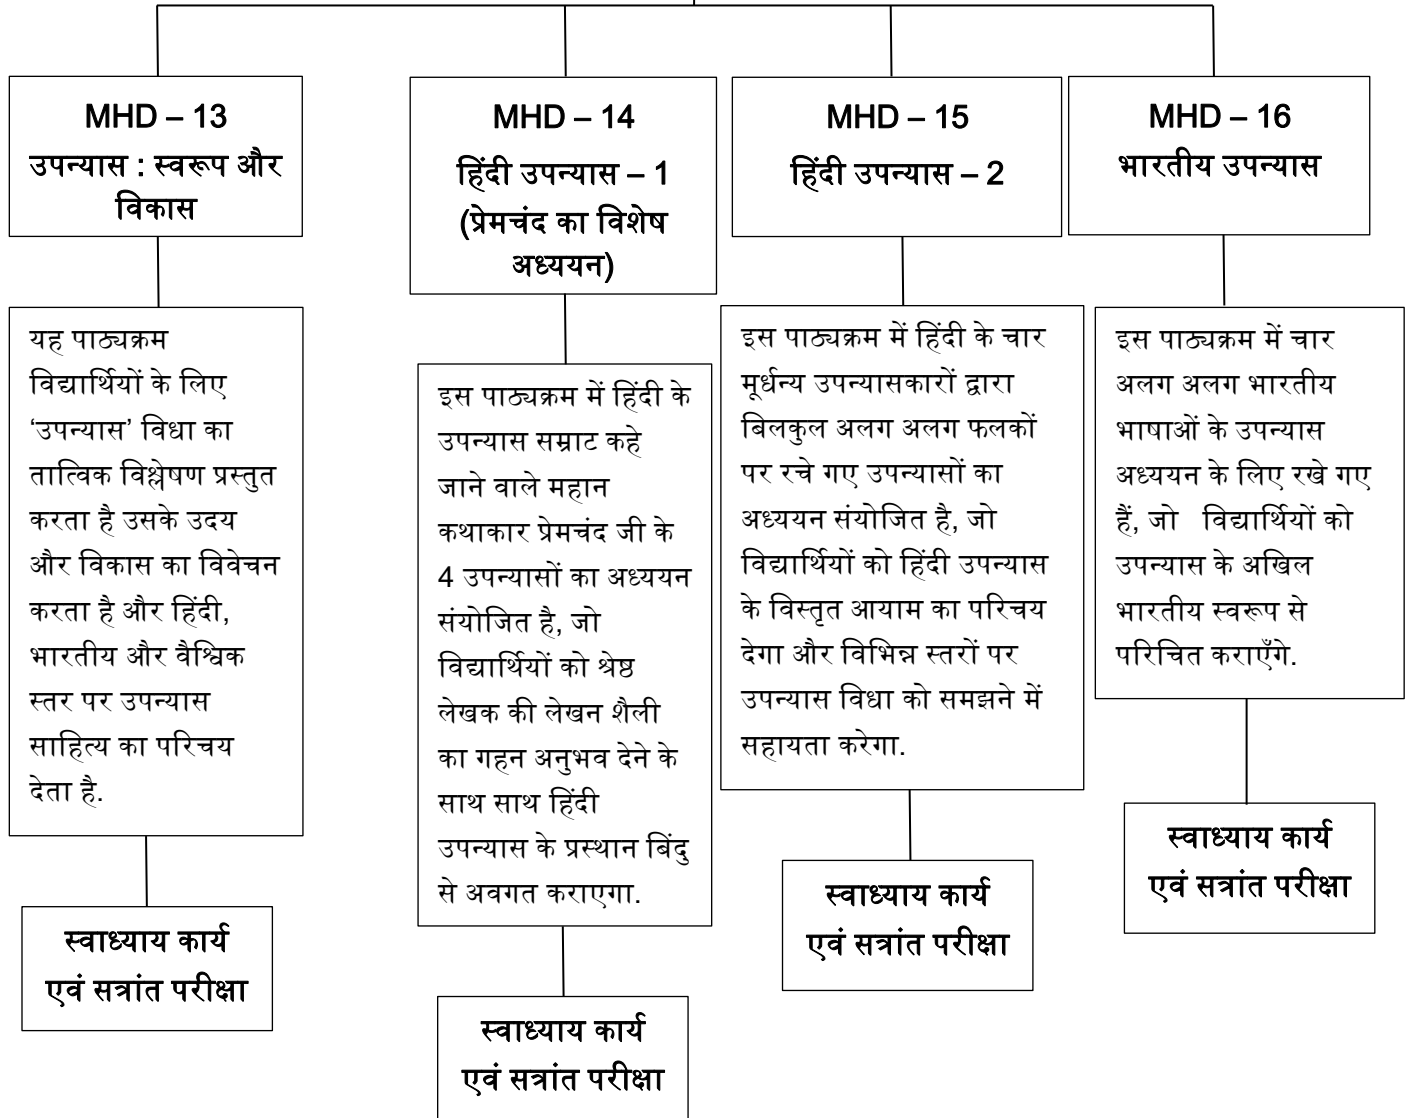 MHD – 13
उपन्यास : स्वरूप और
विकास
यह पाठ्यक्रम
विद्यार्थियों के लिए
‘उपन्यास’ विधा का
तात्विक विश्लेषण प्रस्तुत
करता है उसके उदय
और विकास का विवेचन
करता है और हिंदी,
भारतीय और वैश्विक
स्तर पर उपन्यास
साहित्य का परिचय
देता है.
स्वाध्याय कार्य
एवं सत्रांत परीक्षा
MHD – 14
हिंदी उपन्यास – 1
(प्रेमचंद का विशेष
अध्ययन)
इस पाठ्यक्रम में हिंदी के
उपन्यास सम्राट कहे
जाने वाले महान
कथाकार प्रेमचंद जी के
4 उपन्यासों का अध्ययन
संयोजित है, जो
विद्यार्थियों को श्रेष्ठ
लेखक की लेखन शैली
का गहन अनुभव देने के
साथ साथ हिंदी
उपन्यास के प्रस्थान बिंदु
से अवगत कराएगा.
स्वाध्याय कार्य
एवं सत्रांत परीक्षा
MHD – 15
हिंदी उपन्यास – 2
इस पाठ्यक्रम में हिंदी के चार
मूर्धन्य उपन्यासकारों द्वारा
बिलकुल अलग अलग फलकों
पर रचे गए उपन्यासों का
अध्ययन संयोजित है, जो
विद्यार्थियों को हिंदी उपन्यास
के विस्तृत आयाम का परिचय
देगा और विभिन्न स्तरों पर
उपन्यास विधा को समझने में
सहायता करेगा.
स्वाध्याय कार्य
एवं सत्रांत परीक्षा
MHD – 16
भारतीय उपन्यास
इस पाठ्यक्रम में चार
अलग अलग भारतीय
भाषाओं के उपन्यास
अध्ययन के लिए रखे गए
हैं, जो विद्यार्थियों को
उपन्यास के अखिल
भारतीय स्वरूप से
परिचित कराएँगे.
स्वाध्याय कार्य
एवं सत्रांत परीक्षा